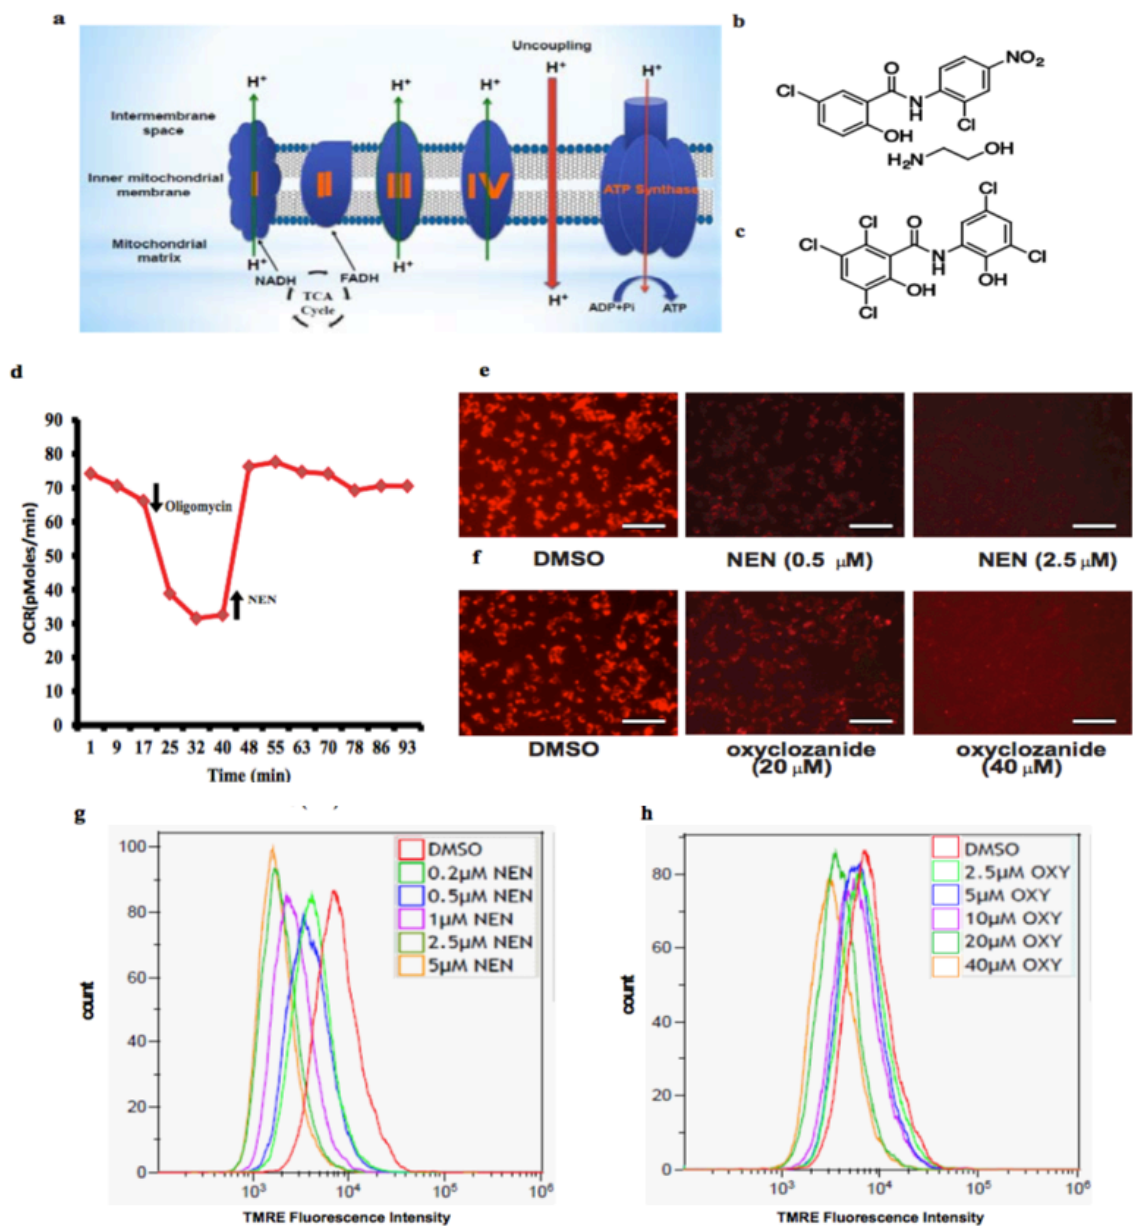 a
Uncoupling
H⁺
H⁺
H⁺
H⁺
H⁺
Intermembrane
space
Inner mitochondrial
membrane
I
II
III
IV
ATP Synthase
Mitochondrial
matrix
H⁺
NADH
FADH
H⁺
H⁺
TCA
Cycle
ADP+Pi
ATP
b
O
NO₂
Cl
N
H
OH
Cl
H₂N
OH
c
Cl
Cl
O
Cl
N
H
OH
OH
Cl
Cl
d
90
80
70
60
50
40
30
20
10
0
OCR(pMoles/min)
Oligomycin
NEN
1 9 17 25 32 40 48 55 63 70 78 86 93
Time (min)
e
DMSO
NEN (0.5 μM)
NEN (2.5 μM)
f
DMSO
oxyclozanide
(20 μM)
oxyclozanide
(40 μM)
g
100
80
60
40
20
0
count
DMSO
0.2μM NEN
0.5μM NEN
1μM NEN
2.5μM NEN
5μM NEN
10³ 10⁴ 10⁵ 10⁶
TMRE Fluorescence Intensity
h
80
60
40
20
0
count
DMSO
2.5μM OXY
5μM OXY
10μM OXY
20μM OXY
40μM OXY
10³ 10⁴ 10⁵ 10⁶
TMRE Fluorescence Intensity